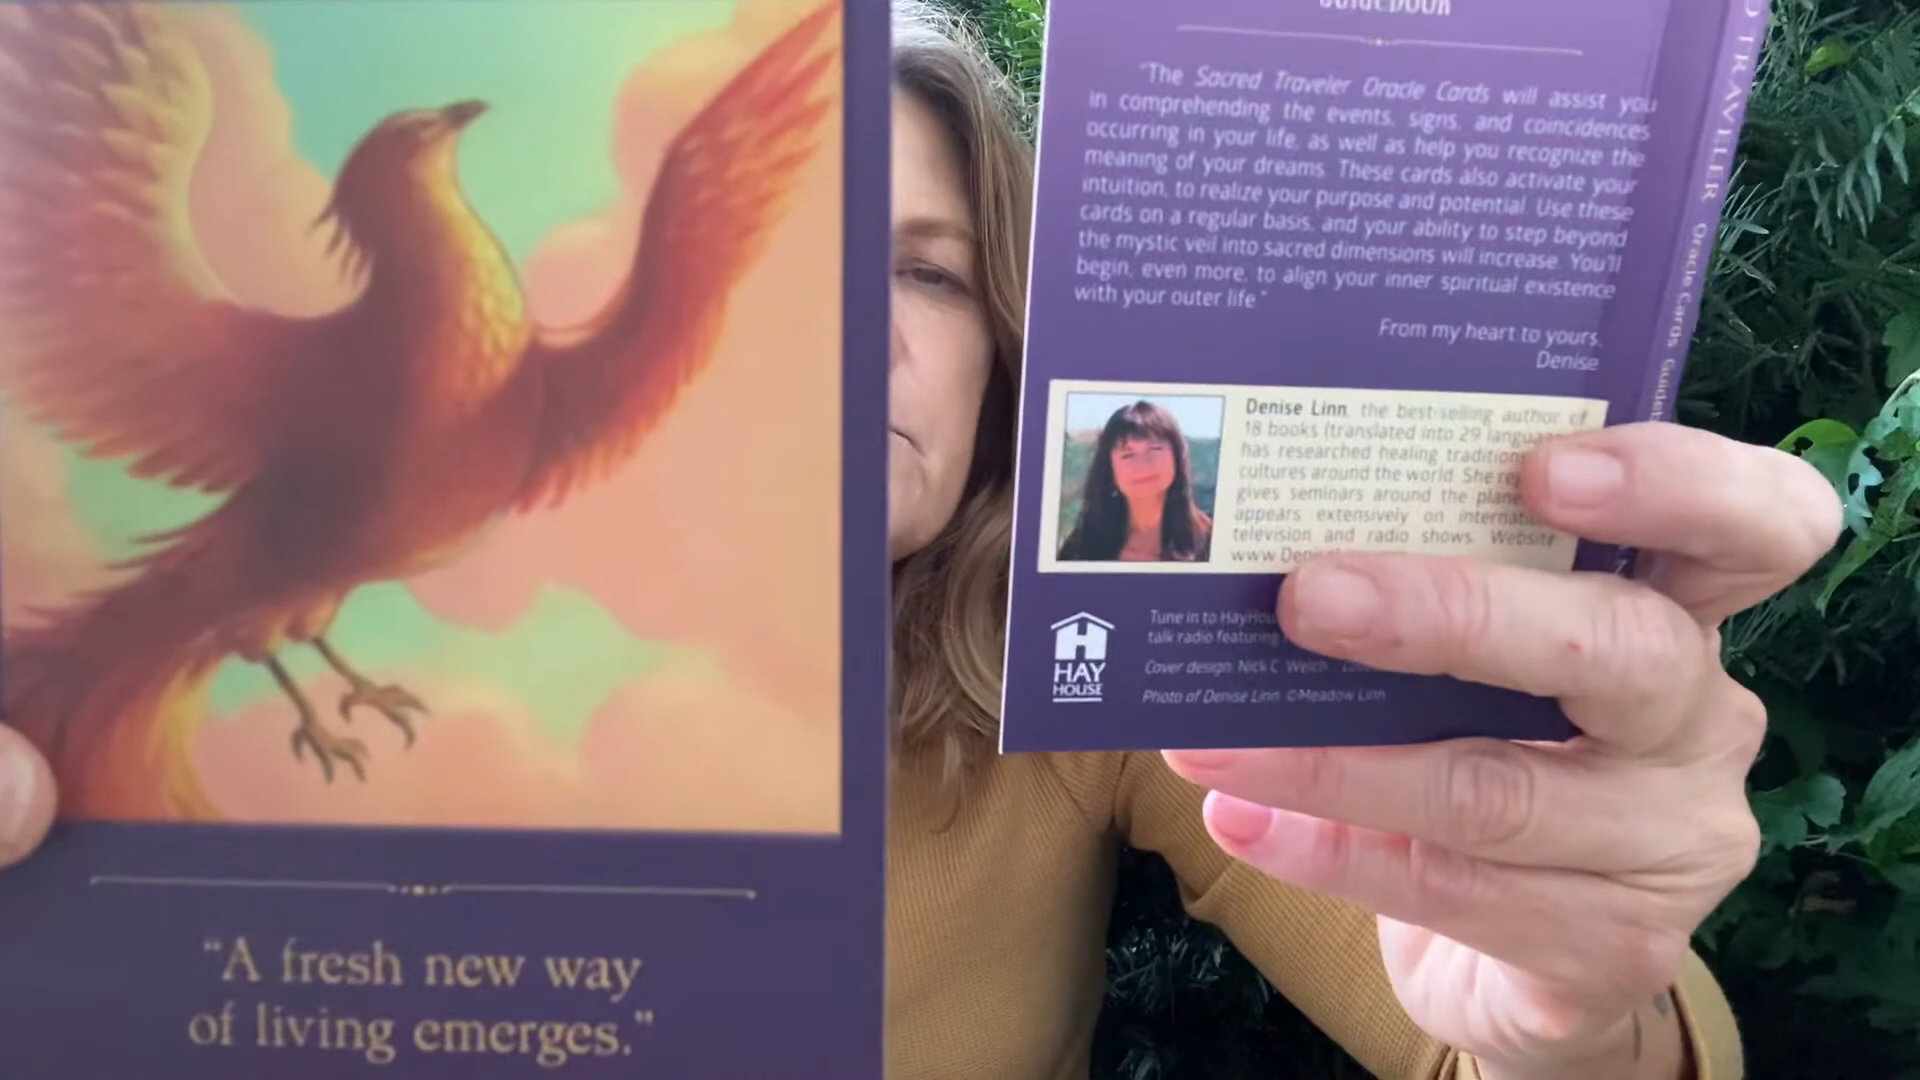 "A fresh new way
of living emerges."
GUIDEBOOK
"The Sacred Traveler Oracle Cards will assist you
in comprehending the events, signs, and coincidences
occurring in your life, as well as help you recognize the
meaning of your dreams. These cards also activate your
intuition, to realize your purpose and potential. Use these
cards on a regular basis, and your ability to step beyond
the mystic veil into sacred dimensions will increase. You'll
begin, even more, to align your inner spiritual existence
with your outer life."
From my heart to yours,
Denise
Denise Linn, the best-selling author of
18 books (translated into 29
has researched healing
cultures around the world. She
gives seminars around the
appears extensively on
television and radio shows. Website
www
HAY
HOUSE
Tune in to
talk radio featuring
Cover design: Nick C. Welch
Photo of Denise Linn: ©Meadow Linn
TRAVELER Oracle Cards